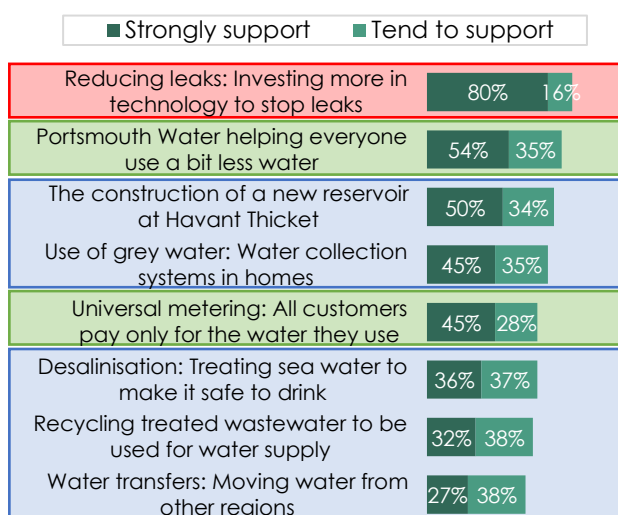 Strongly support Tend to support
Reducing leaks: Investing more in
technology to stop leaks
80% 16%
Portsmouth Water helping everyone
use a bit less water
54% 35%
The construction of a new reservoir
at Havant Thicket
50% 34%
Use of grey water: Water collection
systems in homes
45% 35%
Universal metering: All customers
pay only for the water they use
45% 28%
Desalinisation: Treating sea water to
make it safe to drink
36% 37%
Recycling treated wastewater to be
used for water supply
32% 38%
Water transfers: Moving water from
other regions
27% 38%